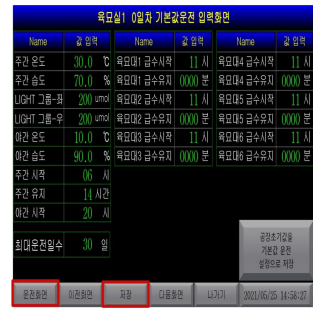 육묘실1 0일차 기본값운전 입력화면
Name 값 입력 Name 값 입력 Name 값 입력
주간 온도 30.0 ℃ 육묘대1 급수시작 11 시 육묘대4 급수시작 11 시
주간 습도 70.0 % 육묘대1 급수유지 0000 분 육묘대4 급수유지 0000 분
LIGHT 그룹-좌 200 umol 육묘대2 급수시작 11 시 육묘대5 급수시작 11 시
LIGHT 그룹-우 200 umol 육묘대2 급수유지 0000 분 육묘대5 급수유지 0000 분
야간 온도 10.0 ℃ 육묘대3 급수시작 11 시 육묘대6 급수시작 11 시
야간 습도 90.0 % 육묘대3 급수유지 0000 분 육묘대6 급수유지 0000 분
주간 시작 06 시
주간 유지 14 시간
야간 시작 20 시
최대운전일수 30 일
공장초기값을
기본값 운전
설정으로 저장
운전화면 이전화면 저장 다음화면 나가기 2021/05/25 14:58:27